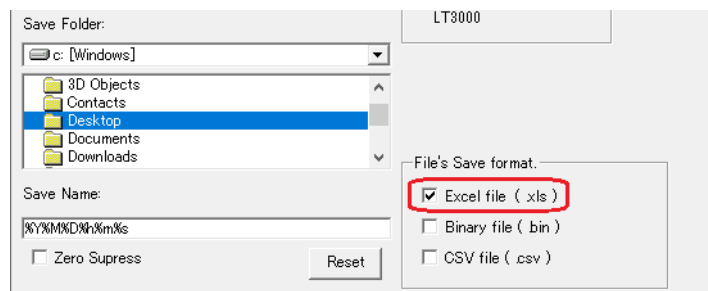 Save Folder:
LT3000
c: [Windows]
3D Objects
Contacts
Desktop
Documents
Downloads
File's Save format.
Save Name:
Excel file ( .xls )
%Y%M%D%h%m%s
Binary file ( .bin )
Zero Supress
Reset
CSV file ( .csv )